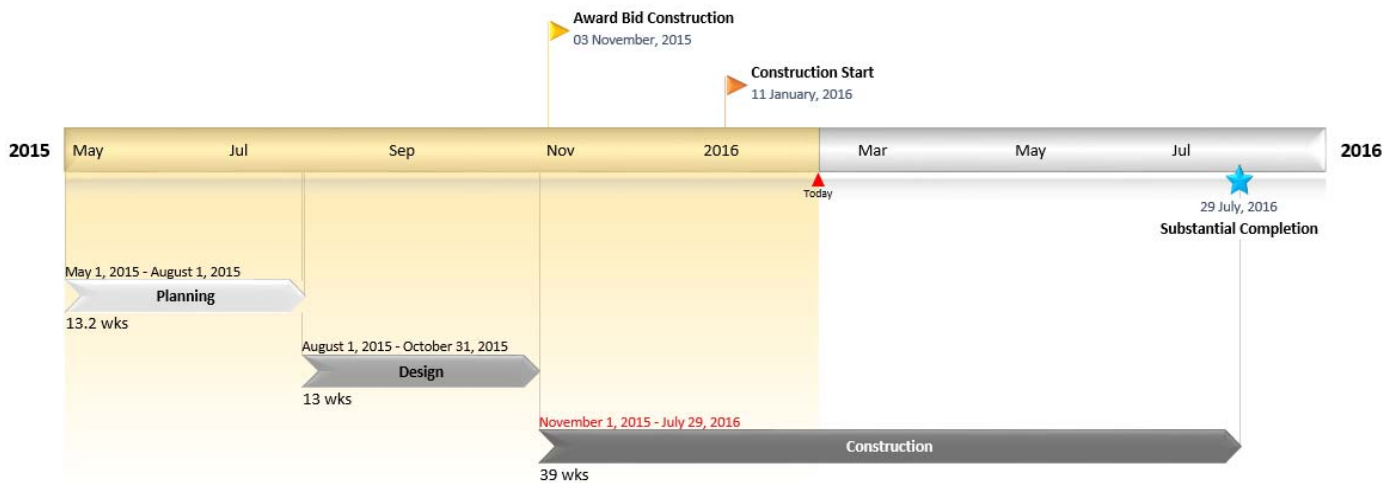 Award Bid Construction
03 November, 2015
Construction Start
11 January, 2016
2015 May Jul Sep Nov 2016 Mar May Jul 2016
Today
29 July, 2016
Substantial Completion
May 1, 2015 - August 1, 2015
Planning
13.2 wks
August 1, 2015 - October 31, 2015
Design
13 wks
November 1, 2015 - July 29, 2016
Construction
39 wks